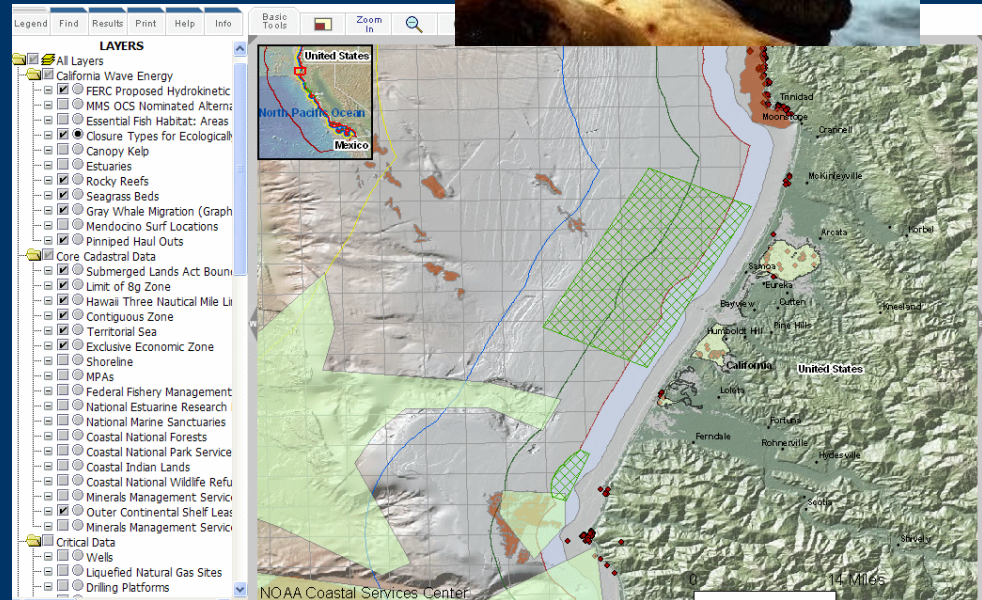 Legend Find Results Print Help Info
Basic Tools
Zoom In
LAYERS
All Layers
California Wave Energy
FERC Proposed Hydrokinetic
MMS OCS Nominated Alterna
Essential Fish Habitat: Areas
Closure Types for Ecologically
Canopy Kelp
Estuaries
Rocky Reefs
Seagrass Beds
Gray Whale Migration (Graph
Mendocino Surf Locations
Pinniped Haul Outs
Core Cadastral Data
Submerged Lands Act Boun
Limit of 8g Zone
Hawaii Three Nautical Mile Li
Contiguous Zone
Territorial Sea
Exclusive Economic Zone
Shoreline
MPAs
Federal Fishery Management
National Estuarine Research
National Marine Sanctuaries
Coastal National Forests
Coastal National Park Service
Coastal Indian Lands
Coastal National Wildlife Refu
Minerals Management Service
Outer Continental Shelf Leas
Minerals Management Service
Critical Data
Wells
Liquefied Natural Gas Sites
Drilling Platforms
United States
North Pacific Ocean
Mexico
Trinidad
Moonstone
Crannell
McKinleyville
Arcata
Korbel
Samoa
Eureka
Bayview
Cutten
Kneeland
Humboldt Hill
Pine Hills
California
United States
Loleta
Fortuna
Ferndale
Rohnerville
Hydesville
Scotia
Shively
0 14 Miles
NOAA Coastal Services Center